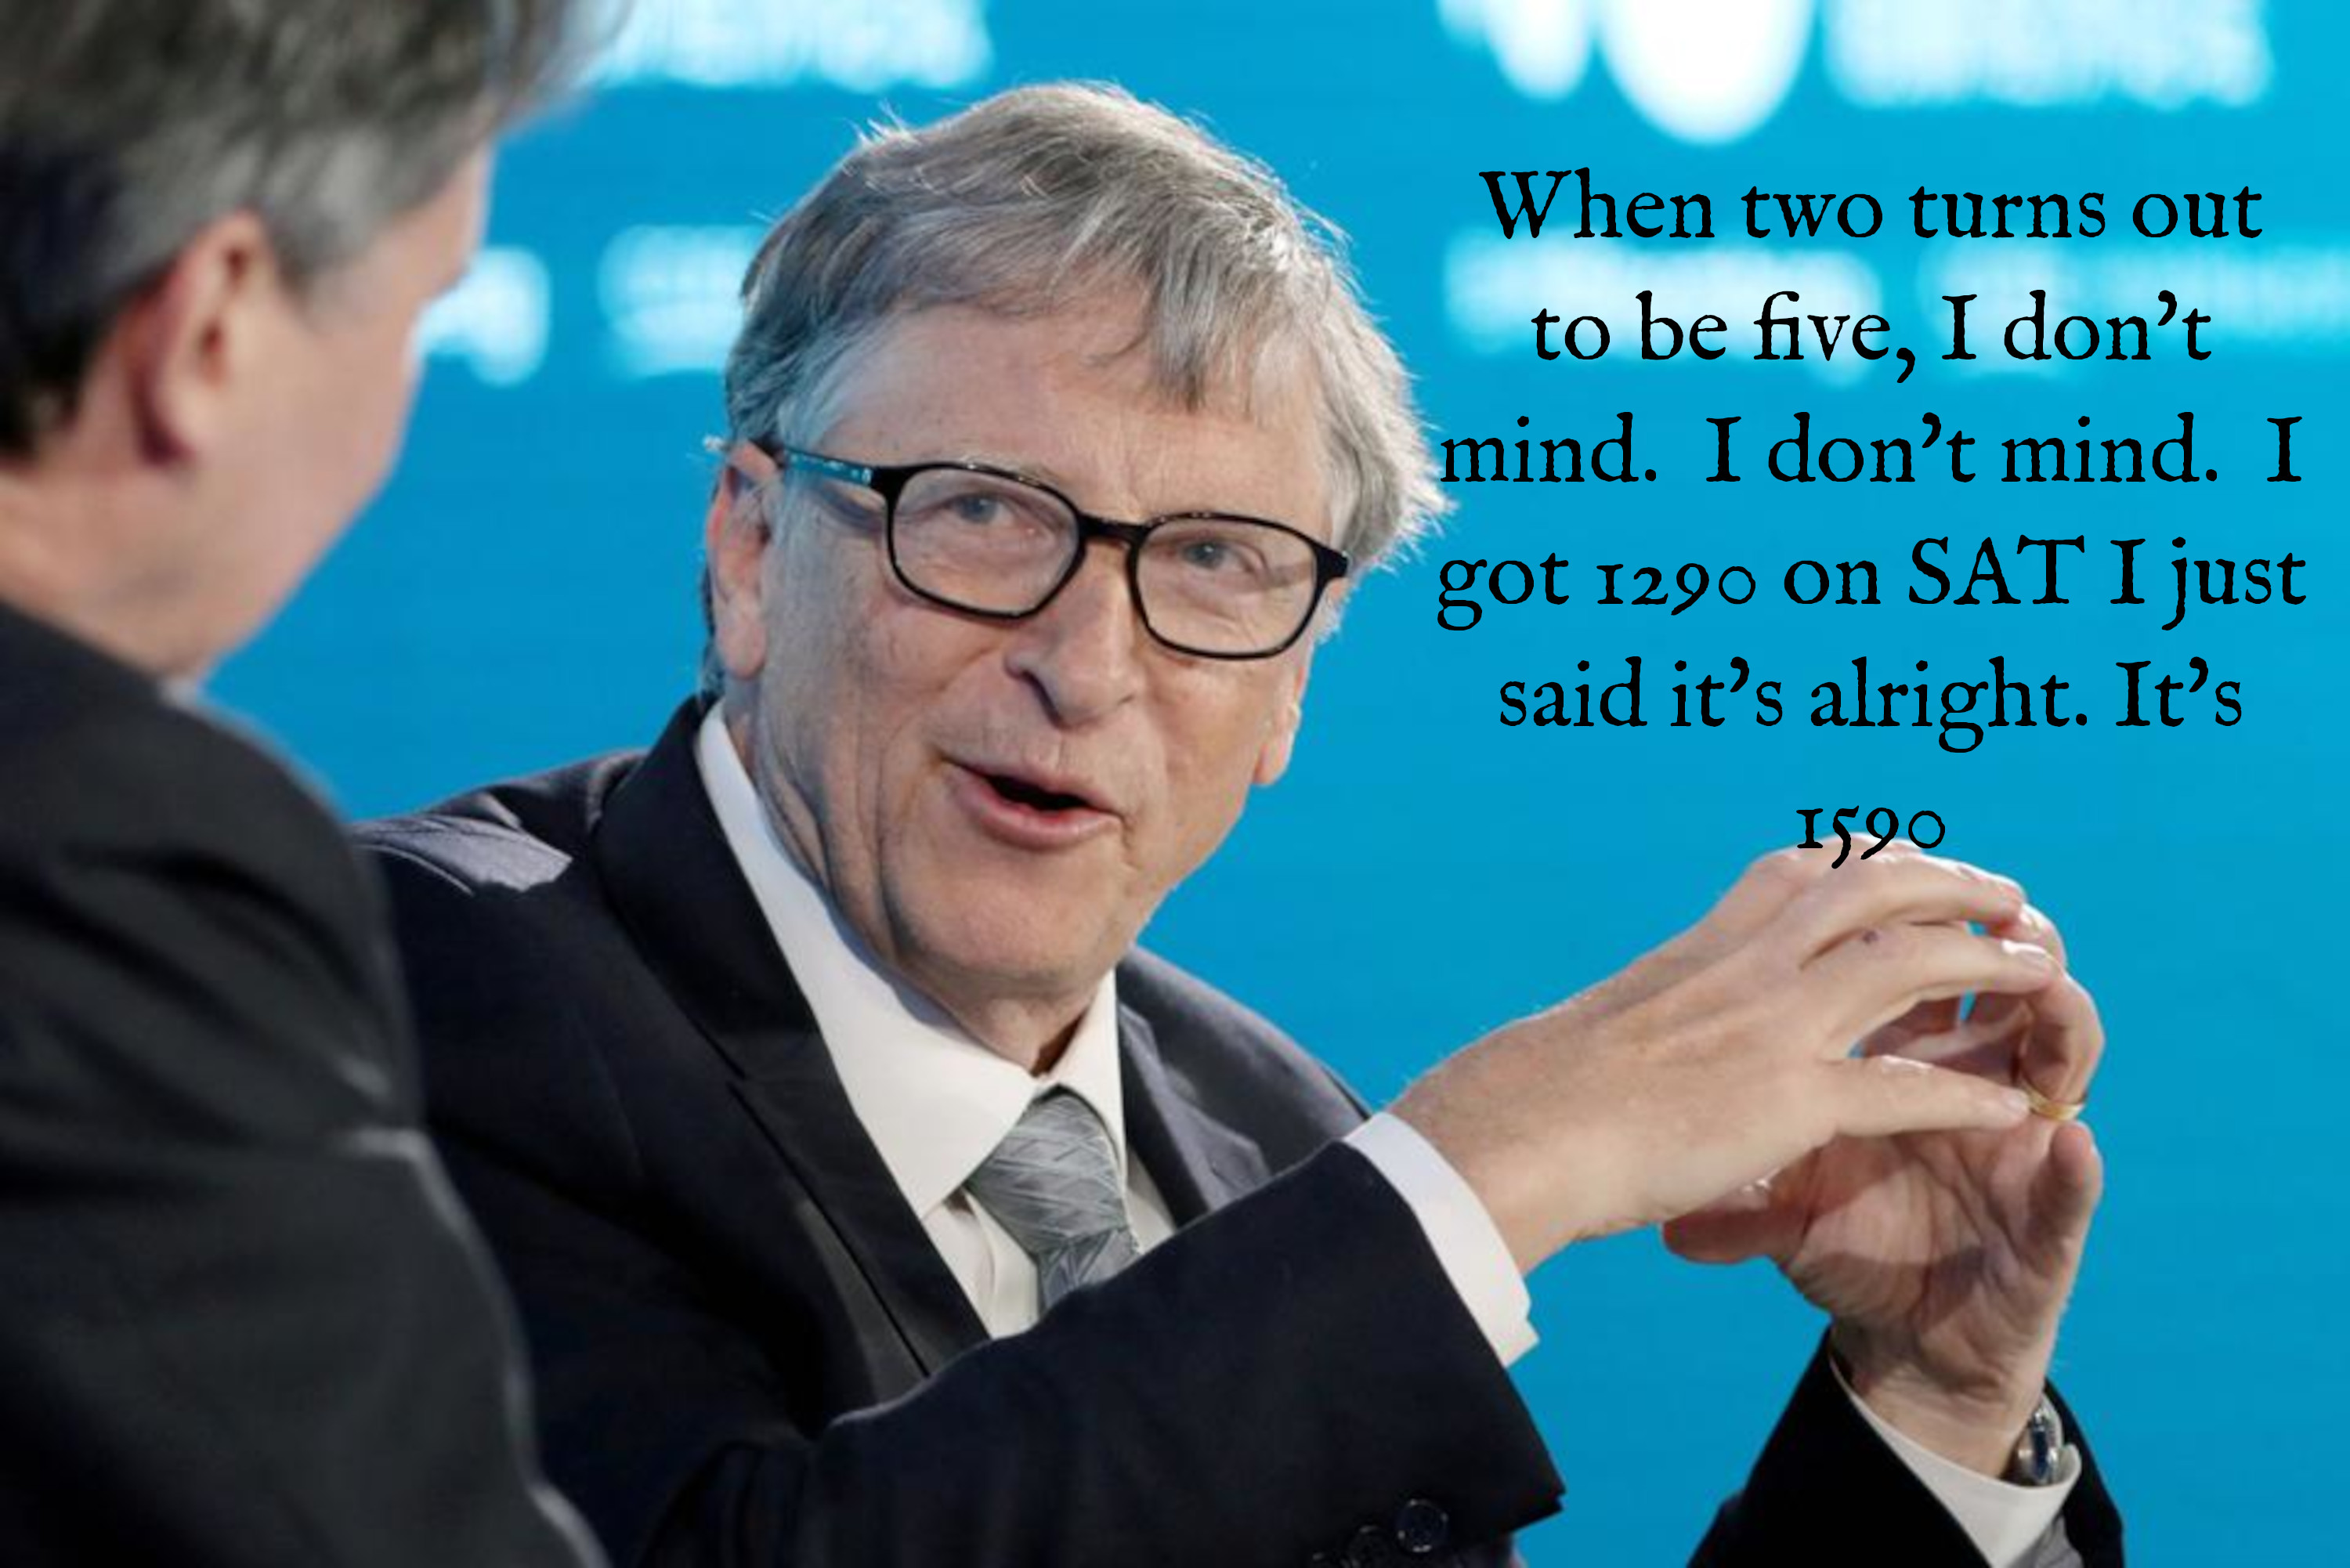 When two turns out
to be five, I don't
mind.  I don't mind.  I
got 1290 on SAT I just
said it's alright. It's
1590